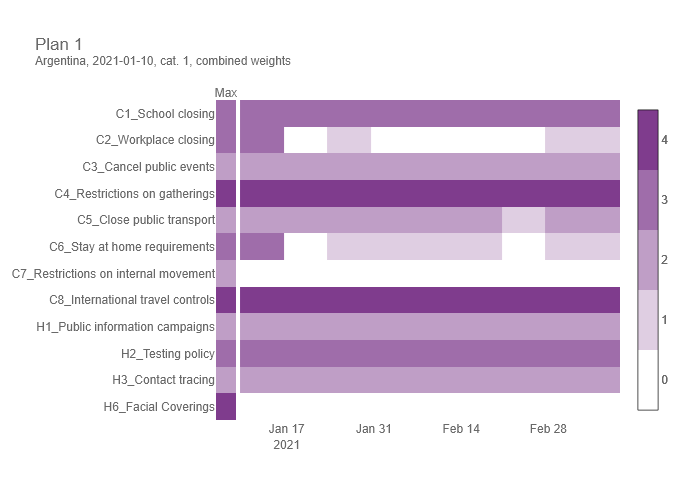 Plan 1
Argentina, 2021-01-10, cat. 1, combined weights
Max
C1_School closing
C2_Workplace closing
C3_Cancel public events
C4_Restrictions on gatherings
C5_Close public transport
C6_Stay at home requirements
C7_Restrictions on internal movement
C8_International travel controls
H1_Public information campaigns
H2_Testing policy
H3_Contact tracing
H6_Facial Coverings
Jan 17 Jan 31 Feb 14 Feb 28
2021
4
3
2
1
0